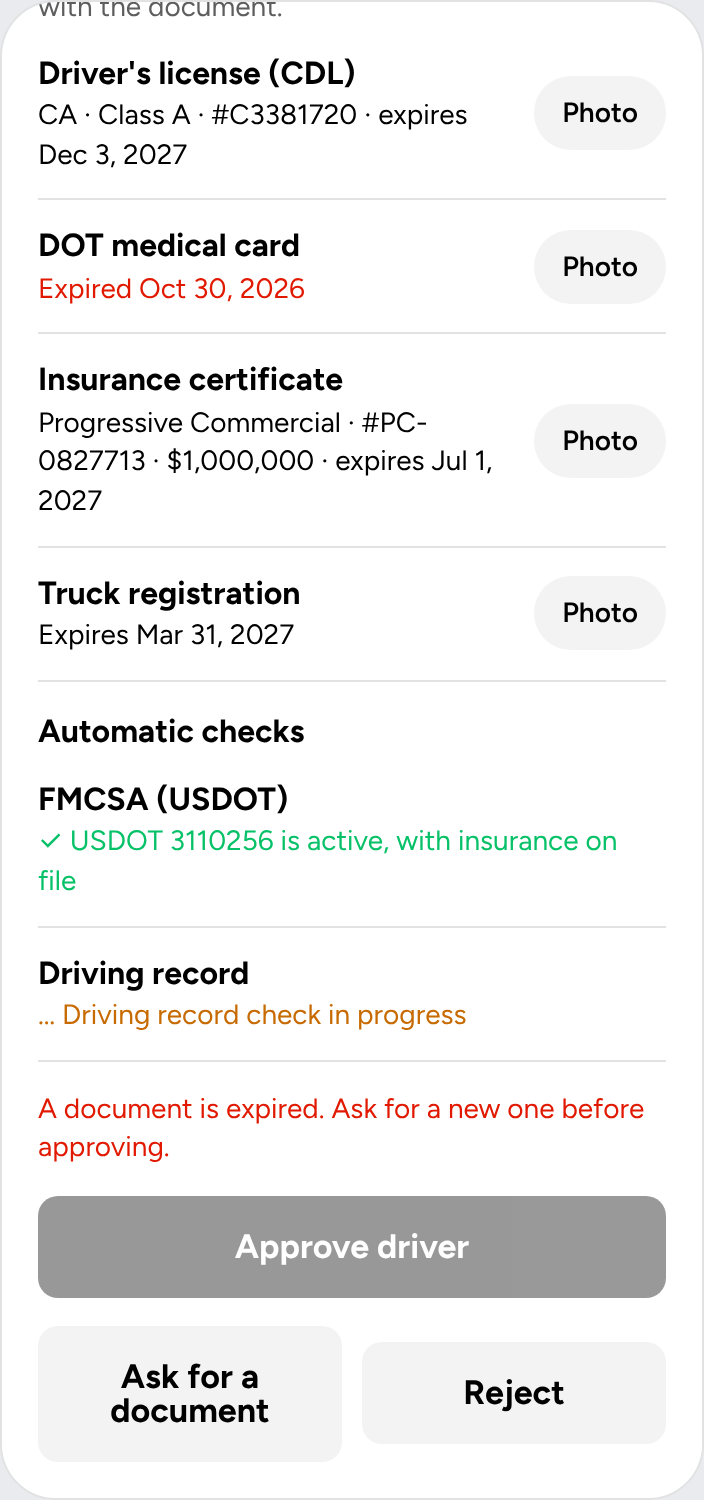 with the document.
Driver's license (CDL)
CA · Class A · #C3381720 · expires
Dec 3, 2027
Photo
DOT medical card
Expired Oct 30, 2026
Photo
Insurance certificate
Progressive Commercial · #PC-
0827713 · $1,000,000 · expires Jul 1,
2027
Photo
Truck registration
Expires Mar 31, 2027
Photo
Automatic checks
FMCSA (USDOT)
✓ USDOT 3110256 is active, with insurance on
file
Driving record
... Driving record check in progress
A document is expired. Ask for a new one before
approving.
Approve driver
Ask for a
document
Reject